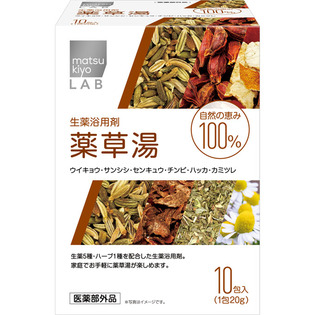 matsu
kiyo
LAB
自然の恵み
100%
生薬浴用剤
薬草湯
ウイキョウ・サンシシ・センキュウ・チンピ・ハッカ・カミツレ
生薬5種・ハーブ1種を配合した生薬浴用剤。
家庭でお手軽に薬草湯が楽しめます。
※写真はイメージです。
医薬部外品
10包入
(1包20g)